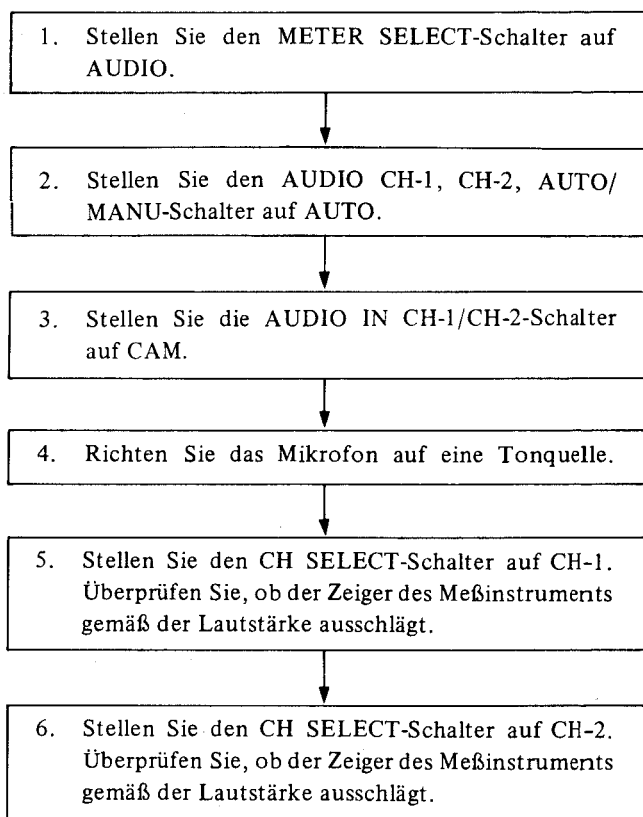 1. Stellen Sie den METER SELECT-Schalter auf
AUDIO.
2. Stellen Sie den AUDIO CH-1, CH-2, AUTO/
MANU-Schalter auf AUTO.
3. Stellen Sie die AUDIO IN CH-1/CH-2-Schalter
auf CAM.
4. Richten Sie das Mikrofon auf eine Tonquelle.
5. Stellen Sie den CH SELECT-Schalter auf CH-1.
Überprüfen Sie, ob der Zeiger des Meßinstruments
gemäß der Lautstärke ausschlägt.
6. Stellen Sie den CH SELECT-Schalter auf CH-2.
Überprüfen Sie, ob der Zeiger des Meßinstruments
gemäß der Lautstärke ausschlägt.